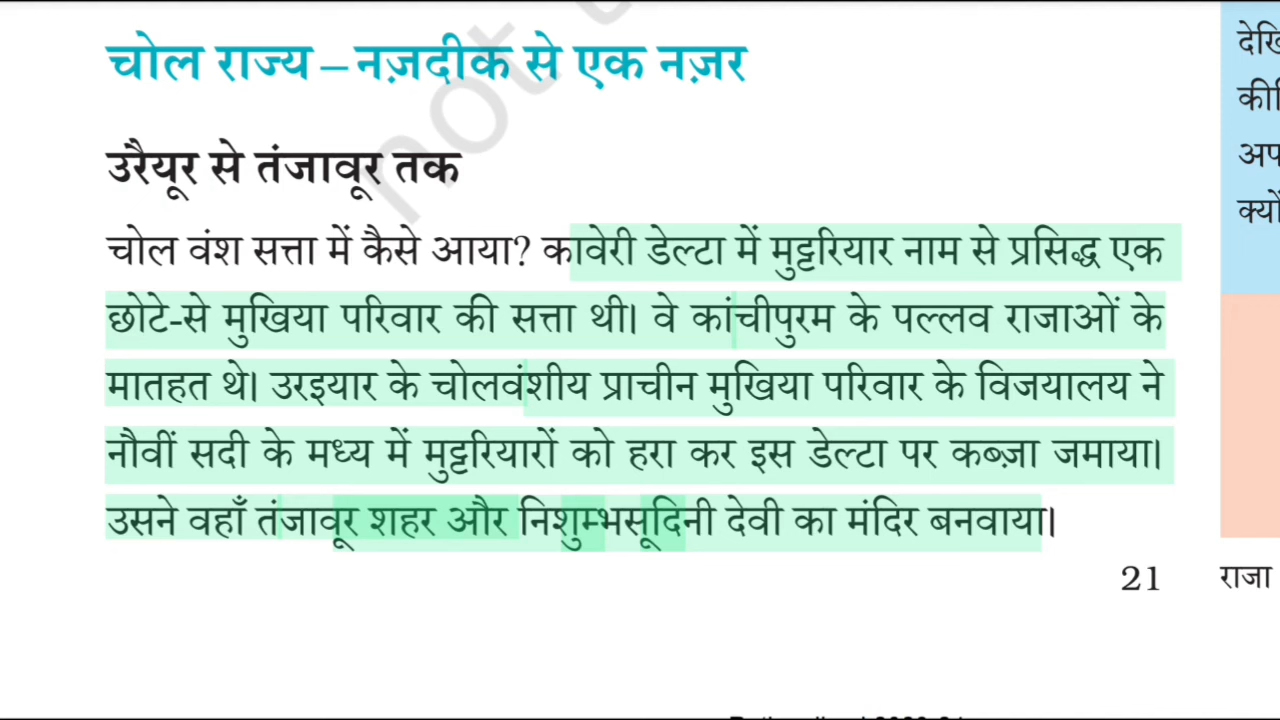 चोल राज्य – नज़दीक से एक नज़र
उरैयूर से तंजावूर तक
चोल वंश सत्ता में कैसे आया? कावेरी डेल्टा में मुट्टरियार नाम से प्रसिद्ध एक
छोटे-से मुखिया परिवार की सत्ता थी। वे कांचीपुरम के पल्लव राजाओं के
मातहत थे। उरइयार के चोलवंशीय प्राचीन मुखिया परिवार के विजयालय ने
नौवीं सदी के मध्य में मुट्टरियारों को हरा कर इस डेल्टा पर कब्ज़ा जमाया।
उसने वहाँ तंजावूर शहर और निशुम्भसूदिनी देवी का मंदिर बनवाया।
21
राजा
not